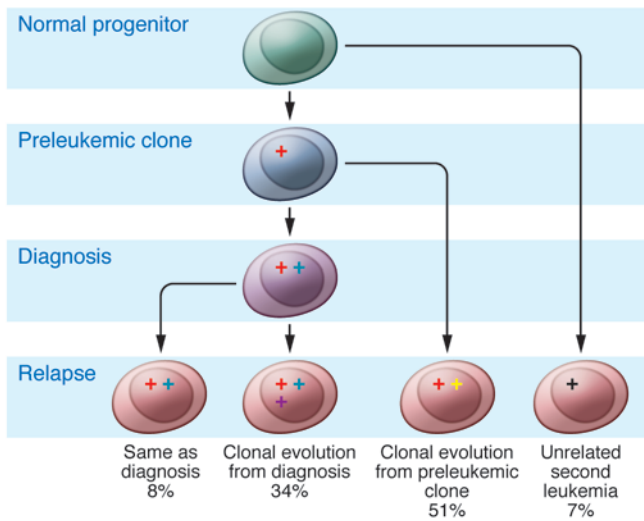 Normal progenitor
Preleukemic clone
Diagnosis
Relapse
Same as
diagnosis
8%
Clonal evolution
from diagnosis
34%
Clonal evolution
from preleukemic
clone
51%
Unrelated
second
leukemia
7%